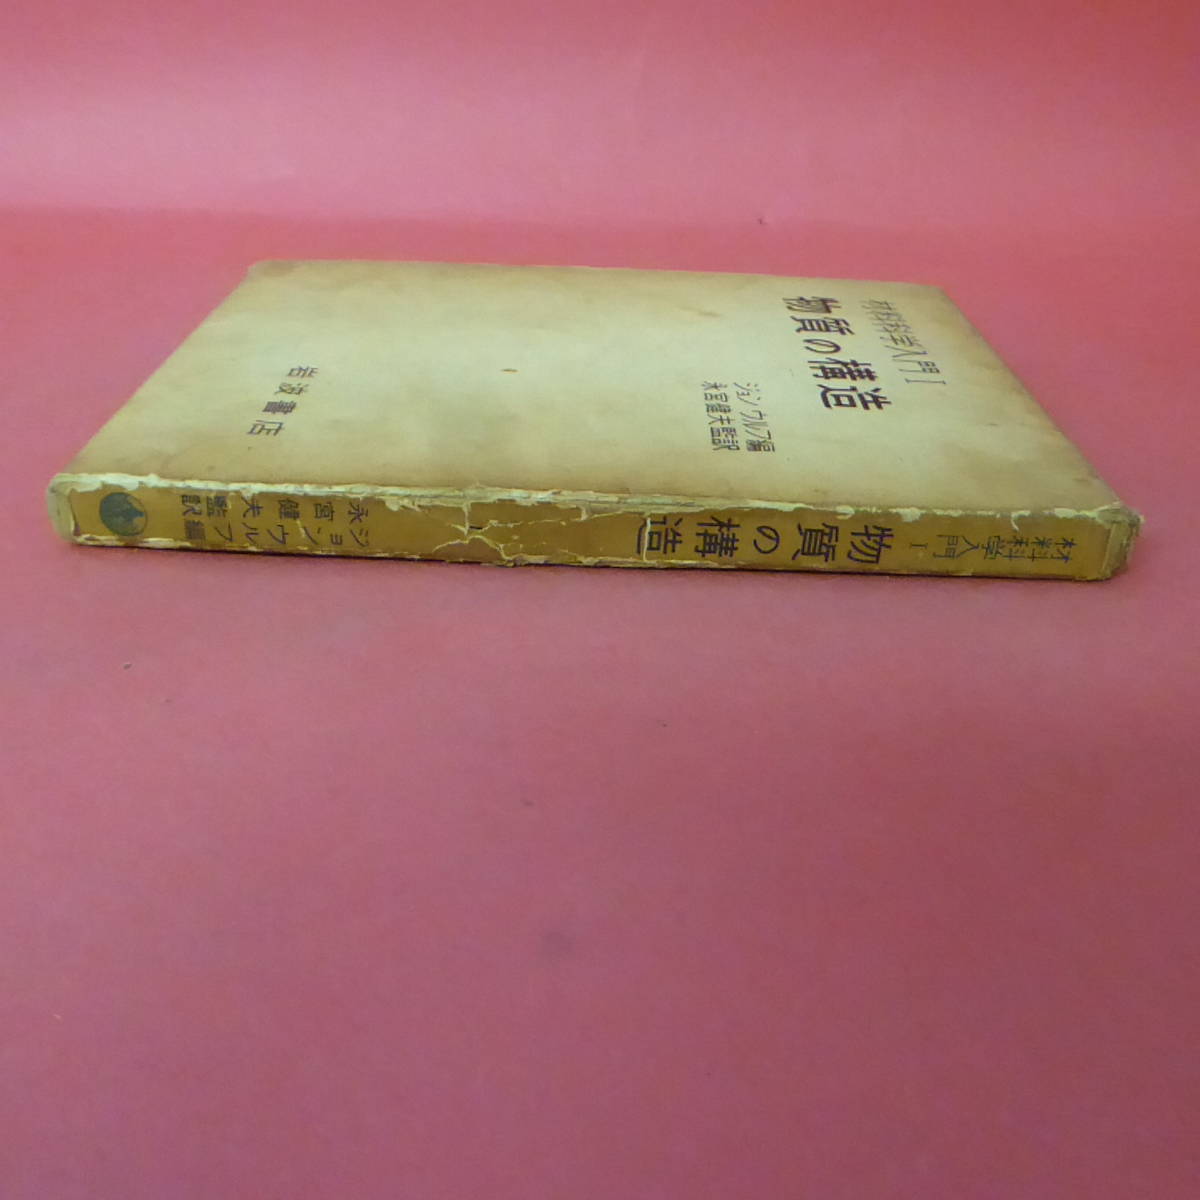 材料科学入門 I
物質の構造
ジョン ウルフ編
永宮健夫監訳
岩波書店
材料科学入門 I
物質の構造
ジョン・ウルフ編
永宮健夫監訳